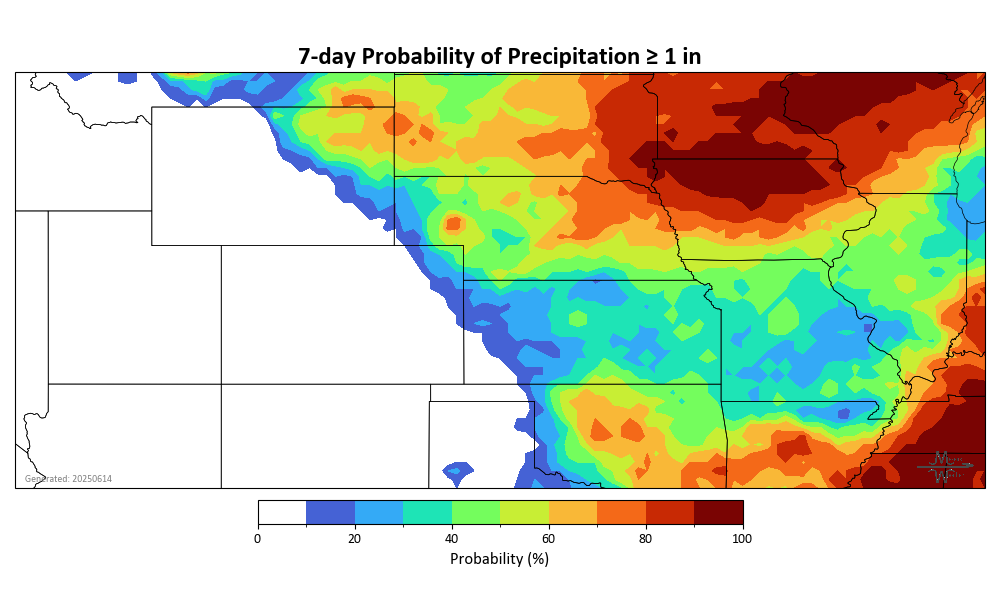 7-day Probability of Precipitation ≥ 1 in
Generated: 20250614
0 20 40 60 80 100
Probability (%)